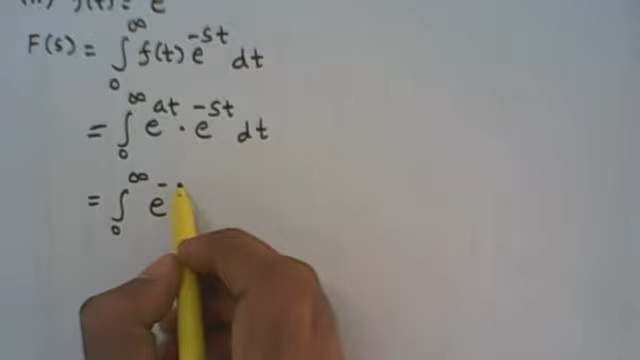 f(t) = e
F(s) = ∫₀^∞ f(t) e^{-st} dt
= ∫₀^∞ e^{at} · e^{-st} dt
= ∫₀^∞ e^{-